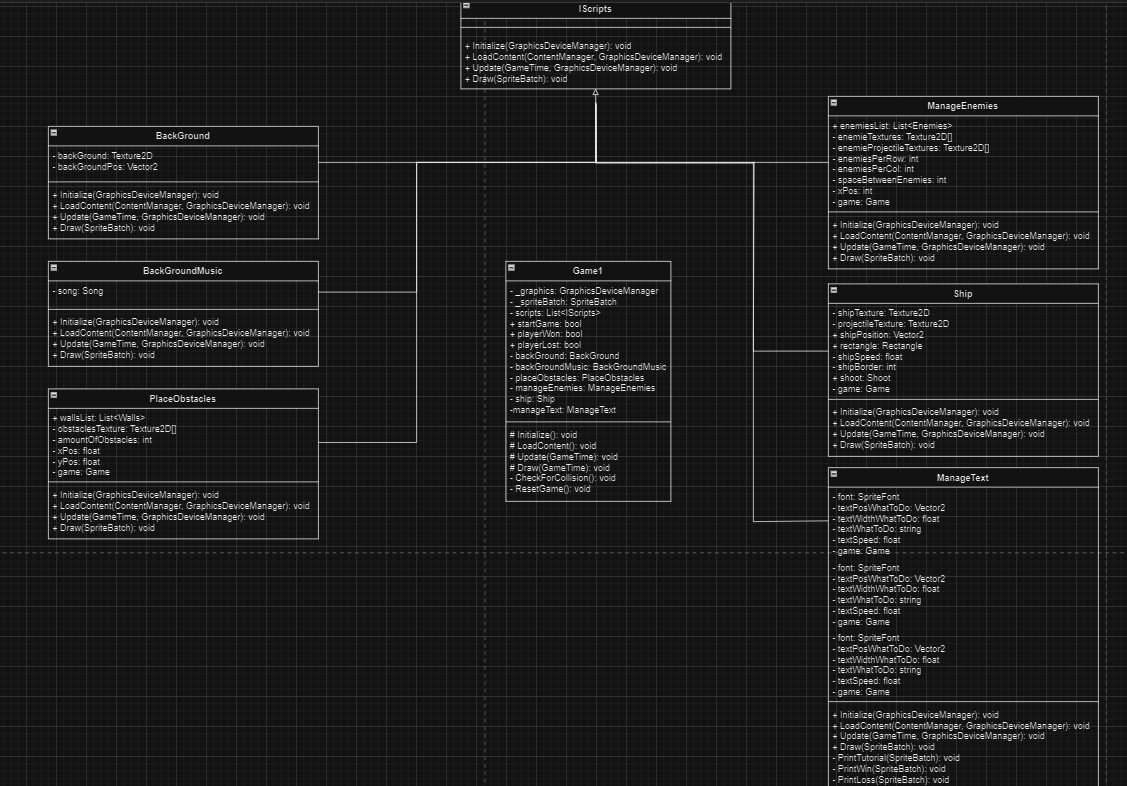 IScripts
+ Initialize(GraphicsDeviceManager): void
+ LoadContent(ContentManager, GraphicsDeviceManager): void
+ Update(GameTime, GraphicsDeviceManager): void
+ Draw(SpriteBatch): void
BackGround
- backGround: Texture2D
- backGroundPos: Vector2
+ Initialize(GraphicsDeviceManager): void
+ LoadContent(ContentManager, GraphicsDeviceManager): void
+ Update(GameTime, GraphicsDeviceManager): void
+ Draw(SpriteBatch): void
BackGroundMusic
- song: Song
+ Initialize(GraphicsDeviceManager): void
+ LoadContent(ContentManager, GraphicsDeviceManager): void
+ Update(GameTime, GraphicsDeviceManager): void
+ Draw(SpriteBatch): void
PlaceObstacles
+ wallsList: List<Walls>
- obstaclesTexture: Texture2D[]
- amountOfObstacles: int
- xPos: float
- yPos: float
- game: Game
+ Initialize(GraphicsDeviceManager): void
+ LoadContent(ContentManager, GraphicsDeviceManager): void
+ Update(GameTime, GraphicsDeviceManager): void
+ Draw(SpriteBatch): void
Game1
- _graphics: GraphicsDeviceManager
- _spriteBatch: SpriteBatch
- scripts: List<IScripts>
+ startGame: bool
+ playerWon: bool
+ playerLost: bool
- backGround: BackGround
- backGroundMusic: BackGroundMusic
- placeObstacles: PlaceObstacles
- manageEnemies: ManageEnemies
- ship: Ship
-manageText: ManageText
# Initialize(): void
# LoadContent(): void
# Update(GameTime): void
# Draw(GameTime): void
- CheckForCollision(): void
- ResetGame(): void
ManageEnemies
+ enemiesList: List<Enemies>
- enemieTextures: Texture2D[]
- enemieProjectileTextures: Texture2D[]
- enemiesPerRow: int
- enemiesPerCol: int
- spaceBetweenEnemies: int
- xPos: int
- game: Game
+ Initialize(GraphicsDeviceManager): void
+ LoadContent(ContentManager, GraphicsDeviceManager): void
+ Update(GameTime, GraphicsDeviceManager): void
+ Draw(SpriteBatch): void
Ship
- shipTexture: Texture2D
- projectileTexture: Texture2D
+ shipPosition: Vector2
+ rectangle: Rectangle
- shipSpeed: float
- shipBorder: int
+ shoot: Shoot
- game: Game
+ Initialize(GraphicsDeviceManager): void
+ LoadContent(ContentManager, GraphicsDeviceManager): void
+ Update(GameTime, GraphicsDeviceManager): void
+ Draw(SpriteBatch): void
ManageText
- font: SpriteFont
- textPosWhatToDo: Vector2
- textWidthWhatToDo: float
- textWhatToDo: string
- textSpeed: float
- game: Game
- font: SpriteFont
- textPosWhatToDo: Vector2
- textWidthWhatToDo: float
- textWhatToDo: string
- textSpeed: float
- game: Game
- font: SpriteFont
- textPosWhatToDo: Vector2
- textWidthWhatToDo: float
- textWhatToDo: string
- textSpeed: float
- game: Game
+ Initialize(GraphicsDeviceManager): void
+ LoadContent(ContentManager, GraphicsDeviceManager): void
+ Update(GameTime, GraphicsDeviceManager): void
+ Draw(SpriteBatch): void
- PrintTutorial(SpriteBatch): void
- PrintWin(SpriteBatch): void
- PrintLoss(SpriteBatch): void